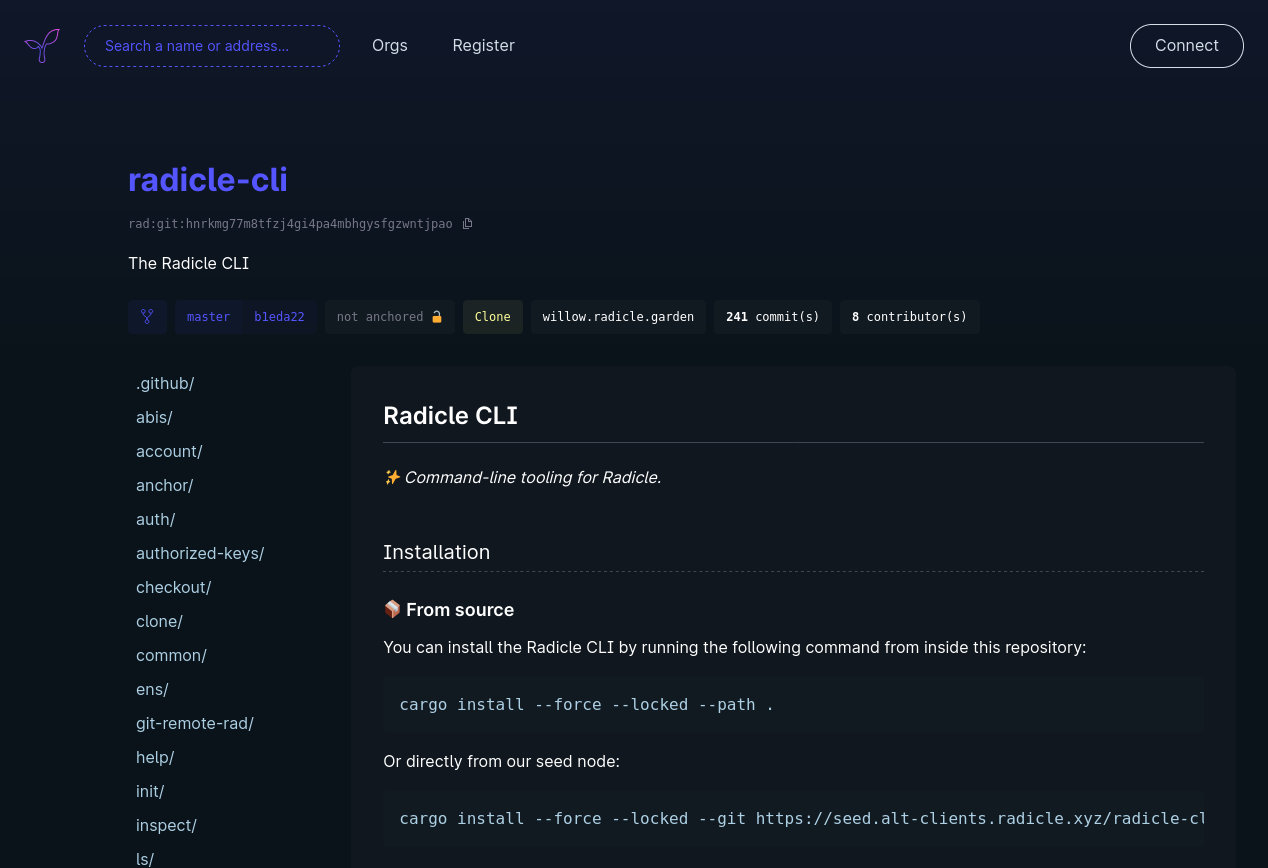 Search a name or address...
Orgs
Register
Connect
radicle-cli
rad:git:hnrkmg77m8tfzj4gi4pa4mbhgysfgzwntjpao
The Radicle CLI
master b1eda22 not anchored 🔓 Clone willow.radicle.garden 241 commit(s) 8 contributor(s)
.github/
abis/
account/
anchor/
auth/
authorized-keys/
checkout/
clone/
common/
ens/
git-remote-rad/
help/
init/
inspect/
ls/
Radicle CLI
✨ Command-line tooling for Radicle.
Installation
📦 From source
You can install the Radicle CLI by running the following command from inside this repository:
cargo install --force --locked --path .
Or directly from our seed node:
cargo install --force --locked --git https://seed.alt-clients.radicle.xyz/radicle-cl